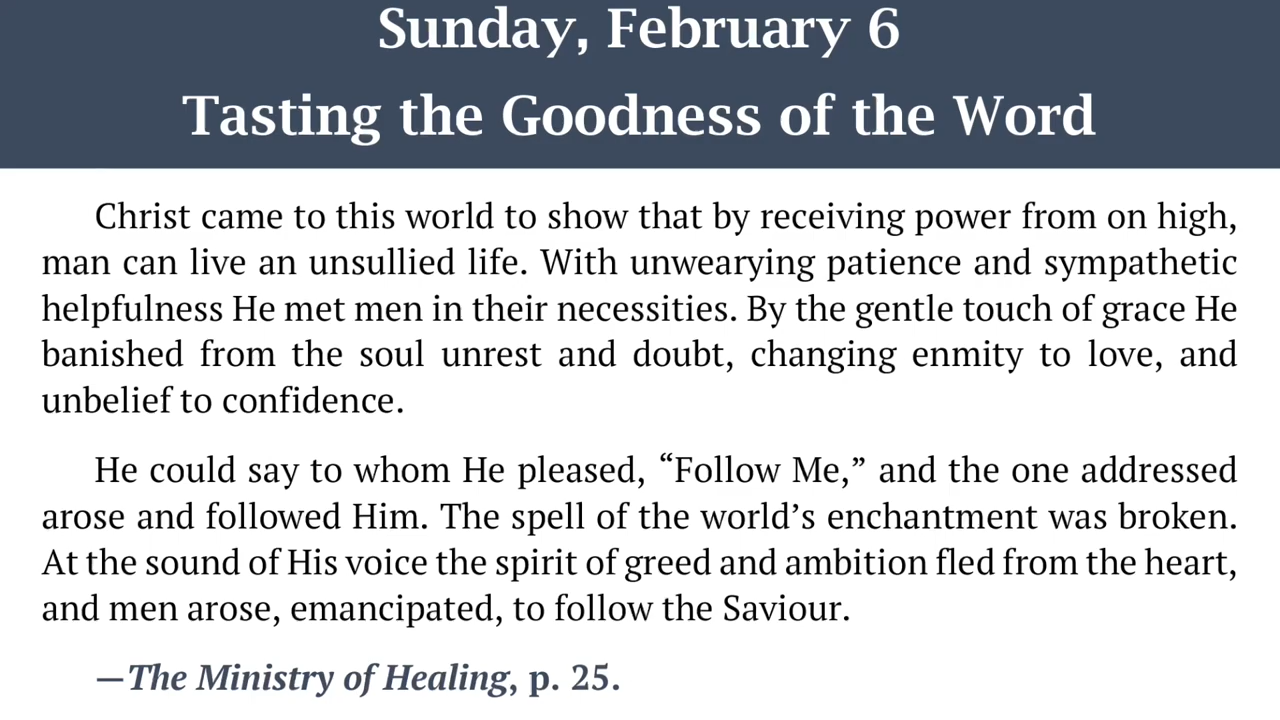 Sunday, February 6
Tasting the Goodness of the Word
Christ came to this world to show that by receiving power from on high,
man can live an unsullied life. With unwearying patience and sympathetic
helpfulness He met men in their necessities. By the gentle touch of grace He
banished from the soul unrest and doubt, changing enmity to love, and
unbelief to confidence.
He could say to whom He pleased, “Follow Me,” and the one addressed
arose and followed Him. The spell of the world’s enchantment was broken.
At the sound of His voice the spirit of greed and ambition fled from the heart,
and men arose, emancipated, to follow the Saviour.
—The Ministry of Healing, p. 25.